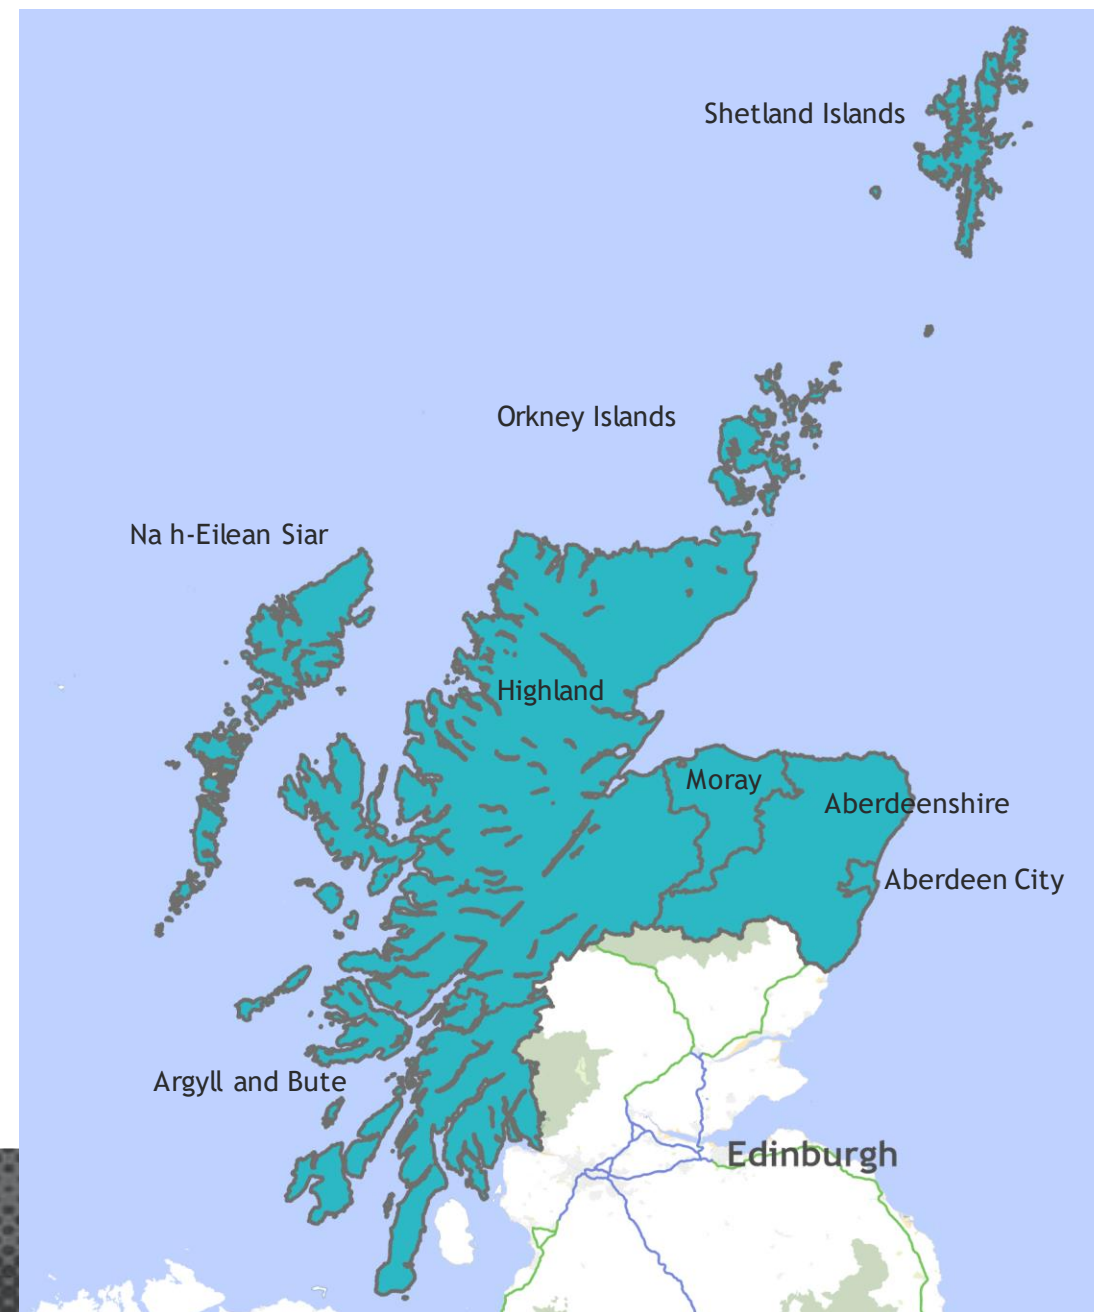 Shetland Islands
Orkney Islands
Na h-Eilean Siar
Highland
Moray
Aberdeenshire
Aberdeen City
Argyll and Bute
Edinburgh